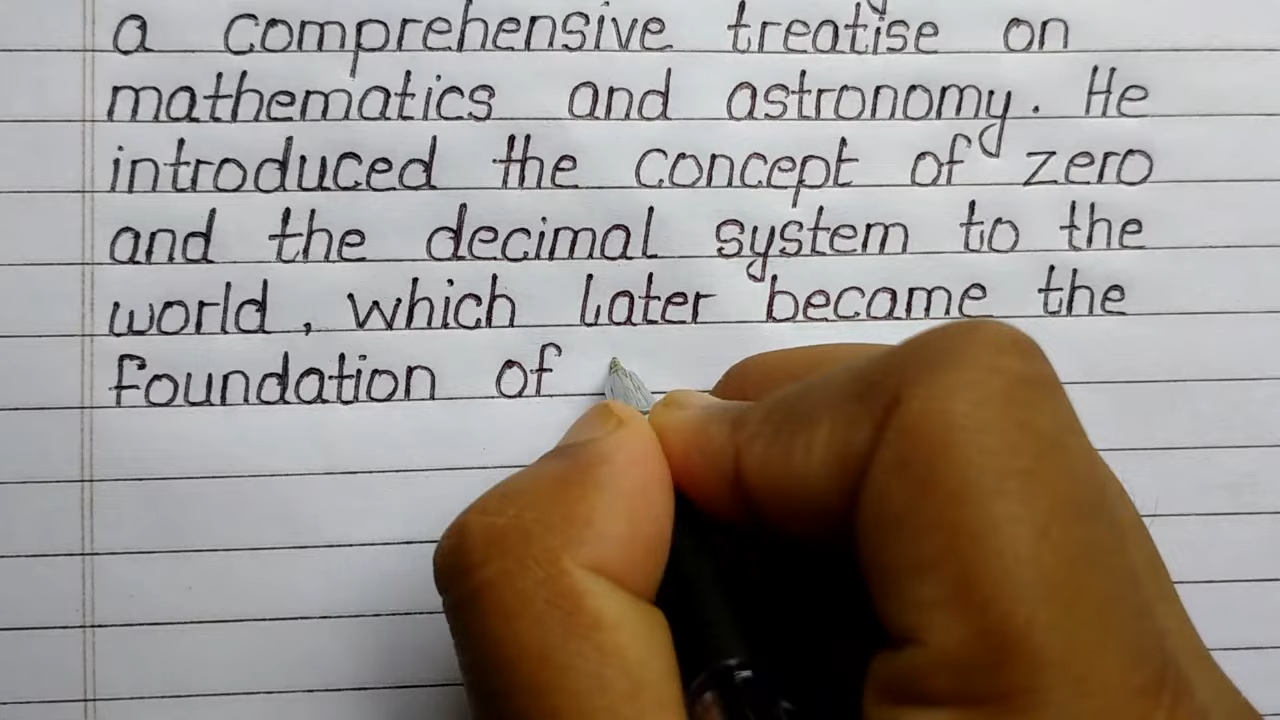 a comprehensive treatise on
mathematics and astronomy. He
introduced the concept of zero
and the decimal system to the
world, which later became the
foundation of